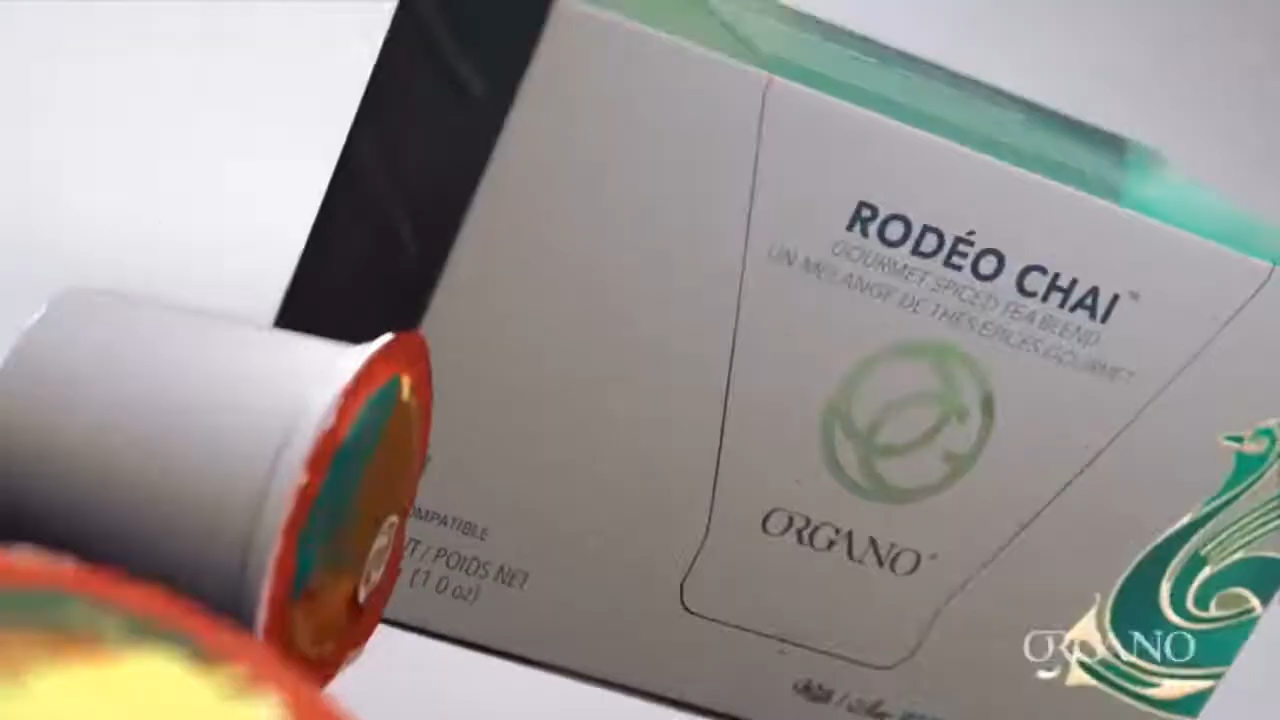 RODÉO CHAI™
GOURMET SPICED TEA BLEND
UN MÉLANGE DE THÉS ÉPICÉS GOURMET
ORGANO
OMPATIBLE
/ POIDS NET
(1 0 oz)
ORGANO